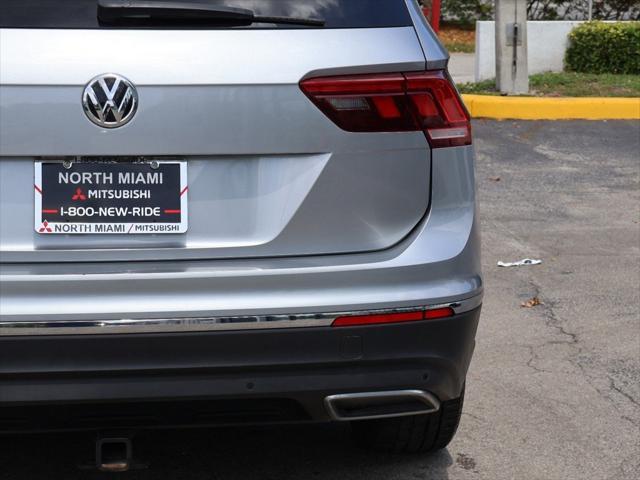 NORTH MIAMI
MITSUBISHI
1-800-NEW-RIDE
NORTH MIAMI / MITSUBISHI